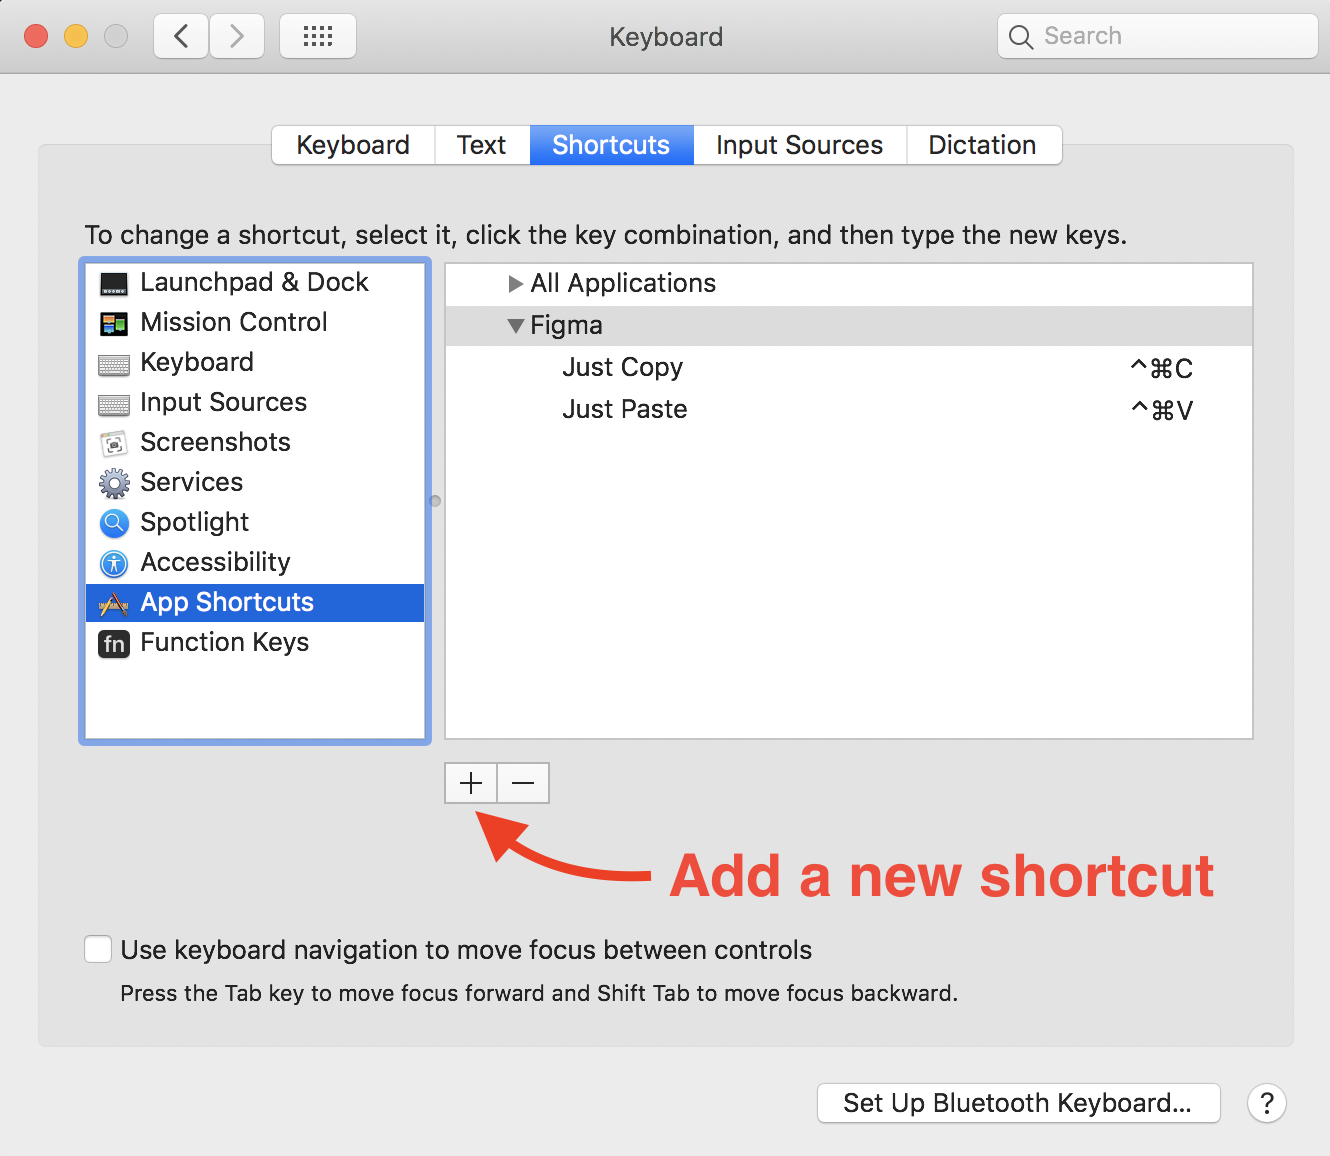 Keyboard
Search
Keyboard Text Shortcuts Input Sources Dictation
To change a shortcut, select it, click the key combination, and then type the new keys.
Launchpad & Dock
Mission Control
Keyboard
Input Sources
Screenshots
Services
Spotlight
Accessibility
App Shortcuts
fn Function Keys
All Applications
Figma
Just Copy ^⌘C
Just Paste ^⌘V
+ −
Add a new shortcut
Use keyboard navigation to move focus between controls
Press the Tab key to move focus forward and Shift Tab to move focus backward.
Set Up Bluetooth Keyboard... ?